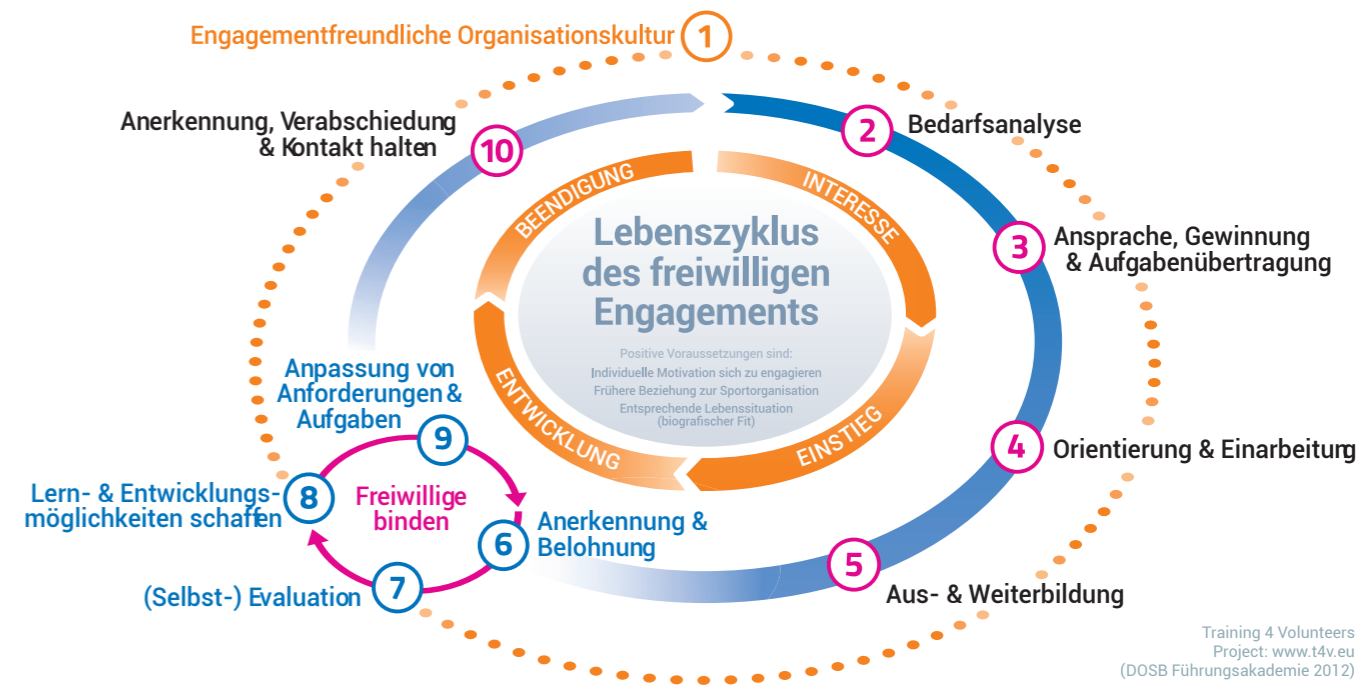 Engagementfreundliche Organisationskultur
1
2
Bedarfsanalyse
3
Ansprache, Gewinnung
& Aufgabenübertragung
4
Orientierung & Einarbeitung
5
Aus- & Weiterbildung
6
Anerkennung &
Belohnung
7
(Selbst-) Evaluation
8
Lern- & Entwicklungs-
möglichkeiten schaffen
9
Anpassung von
Anforderungen &
Aufgaben
Freiwillige
binden
10
Anerkennung, Verabschiedung
& Kontakt halten
INTERESSE
EINSTIEG
ENTWICKLUNG
BEENDIGUNG
Lebenszyklus
des freiwilligen
Engagements
Positive Voraussetzungen sind:
Individuelle Motivation sich zu engagieren
Frühere Beziehung zur Sportorganisation
Entsprechende Lebenssituation
(biografischer Fit)
Training 4 Volunteers
Project: www.t4v.eu
(DOSB Führungsakademie 2012)